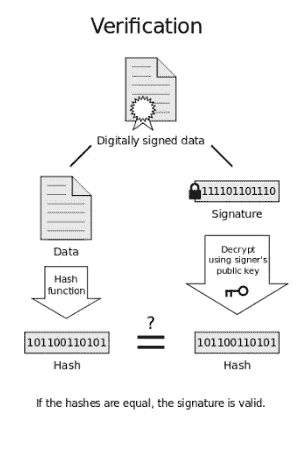 Verification
Digitally signed data
111101101110
Signature
Data
Decrypt
using signer's
public key
Hash
function
?
=
101100110101
101100110101
Hash
Hash
If the hashes are equal, the signature is valid.